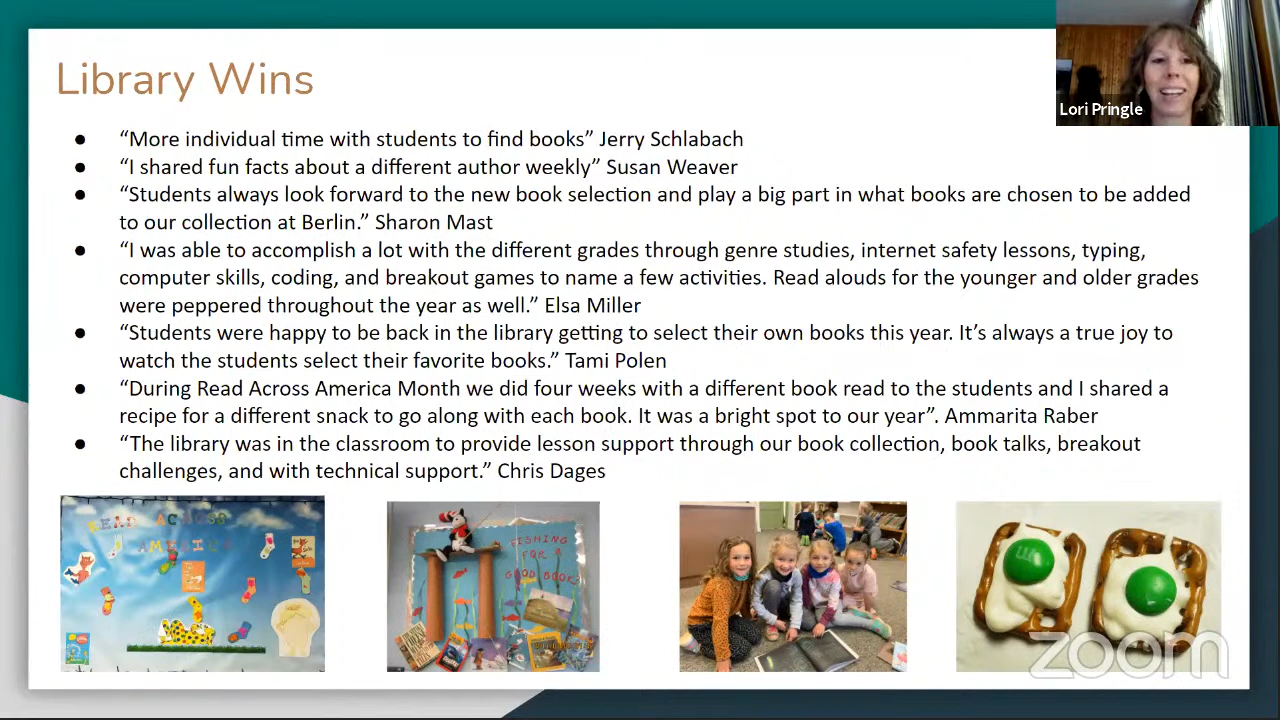 Library Wins
Lori Pringle
● “More individual time with students to find books” Jerry Schlabach
● “I shared fun facts about a different author weekly” Susan Weaver
● “Students always look forward to the new book selection and play a big part in what books are chosen to be added
to our collection at Berlin.” Sharon Mast
● “I was able to accomplish a lot with the different grades through genre studies, internet safety lessons, typing,
computer skills, coding, and breakout games to name a few activities. Read alouds for the younger and older grades
were peppered throughout the year as well.” Elsa Miller
● “Students were happy to be back in the library getting to select their own books this year. It’s always a true joy to
watch the students select their favorite books.” Tami Polen
● “During Read Across America Month we did four weeks with a different book read to the students and I shared a
recipe for a different snack to go along with each book. It was a bright spot to our year”. Ammarita Raber
● “The library was in the classroom to provide lesson support through our book collection, book talks, breakout
challenges, and with technical support.” Chris Dages
READ ACROSS
AMERICA
FISHING
FOR A
GOOD BOOK
zoom